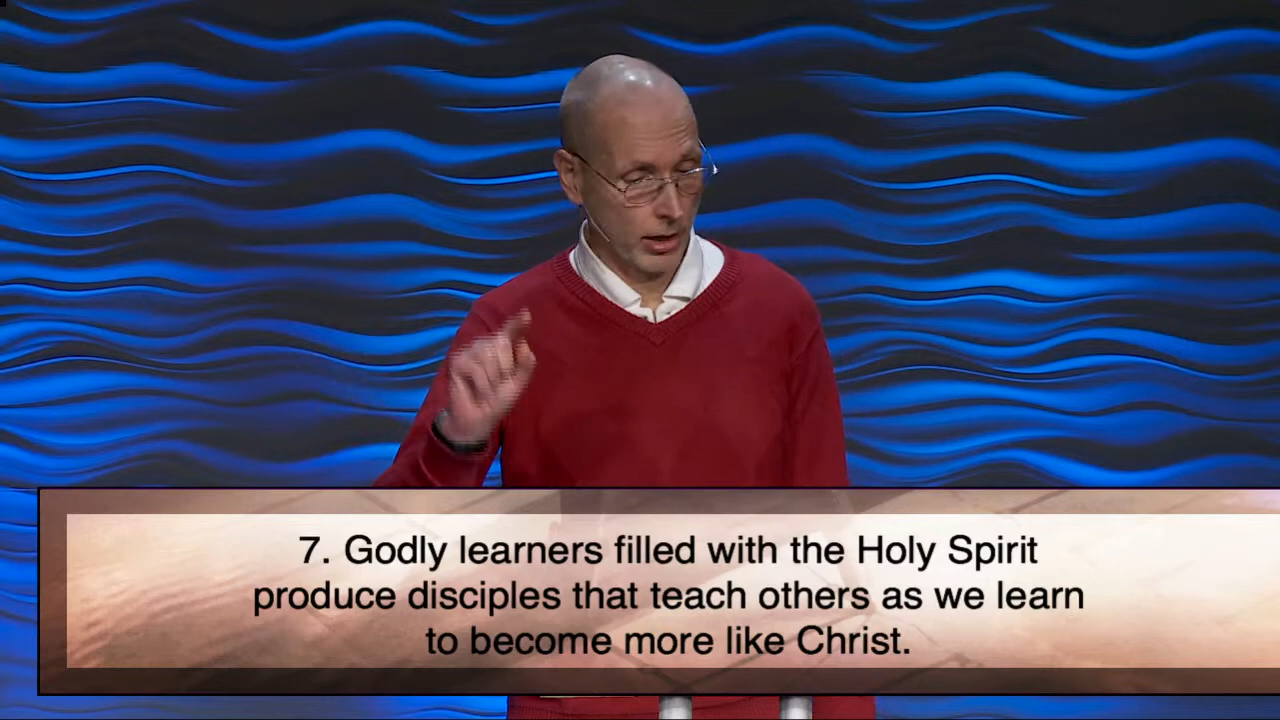 7. Godly learners filled with the Holy Spirit
produce disciples that teach others as we learn
to become more like Christ.